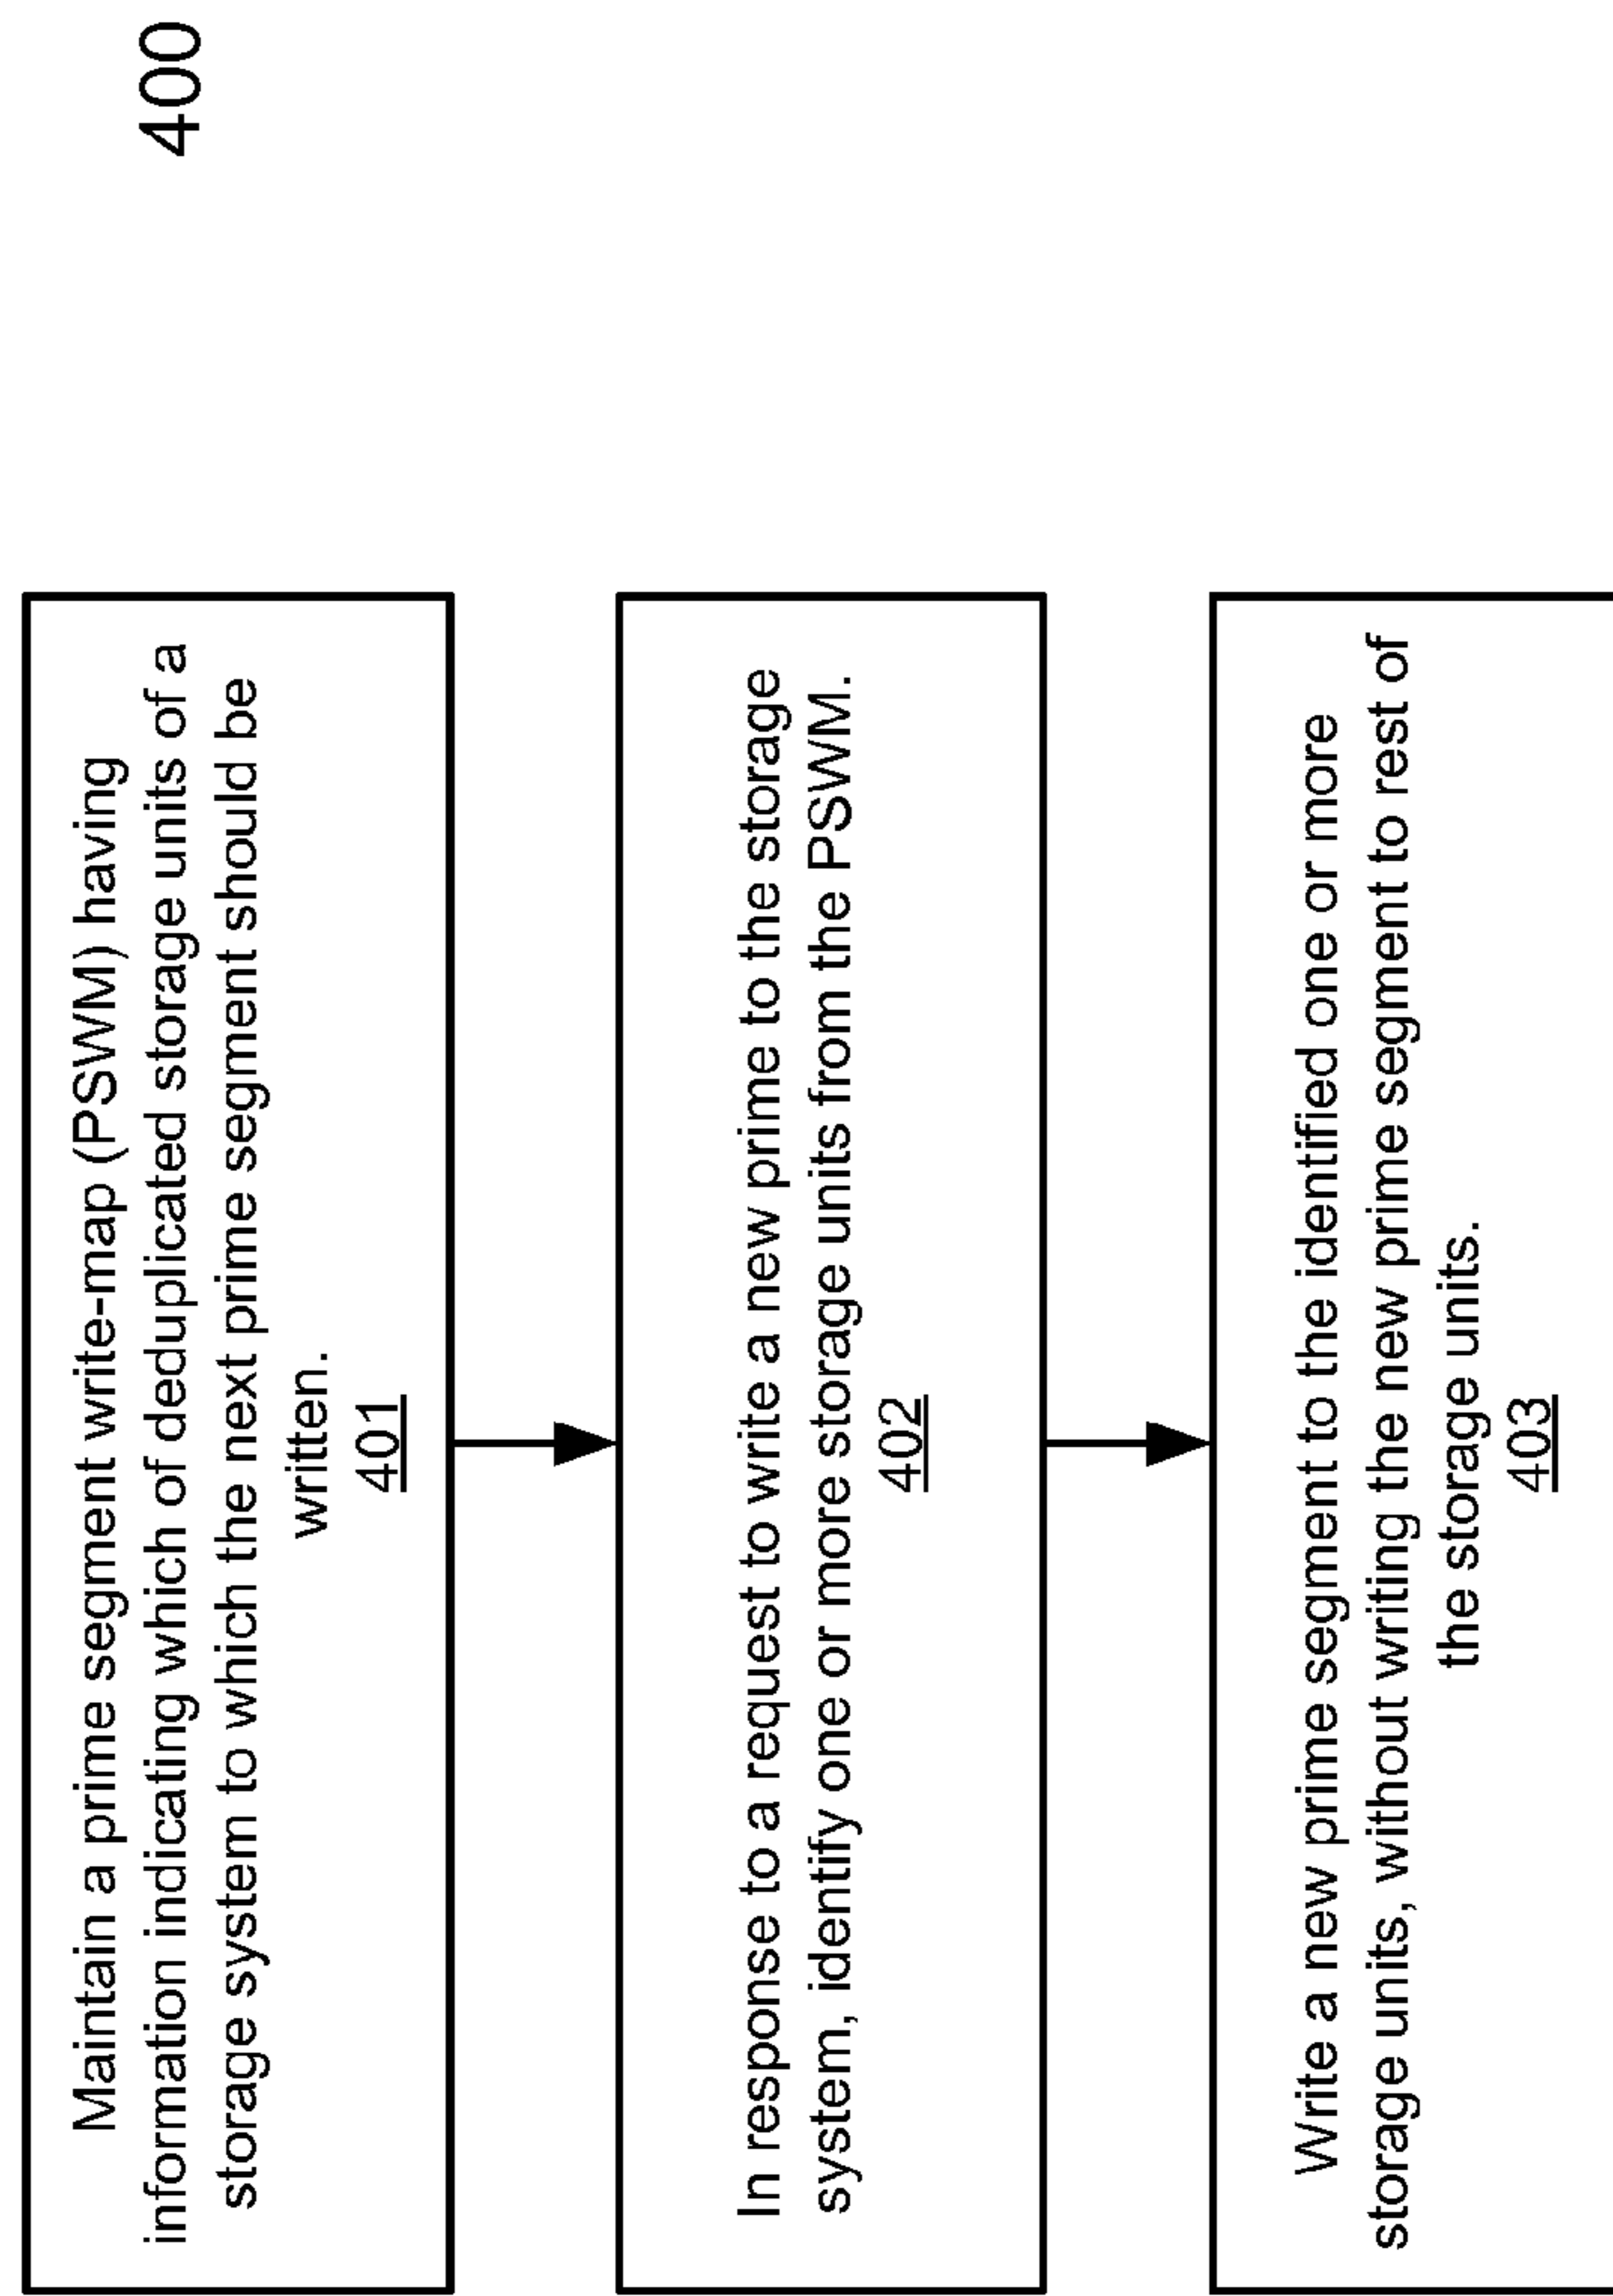 400
Maintain a prime segment write-map (PSWM) having
information indicating which of deduplicated storage units of a
storage system to which the next prime segment should be
written.
401
In response to a request to write a new prime to the storage
system, identify one or more storage units from the PSWM.
402
Write a new prime segment to the identified one or more
storage units, without writing the new prime segment to rest of
the storage units.
403